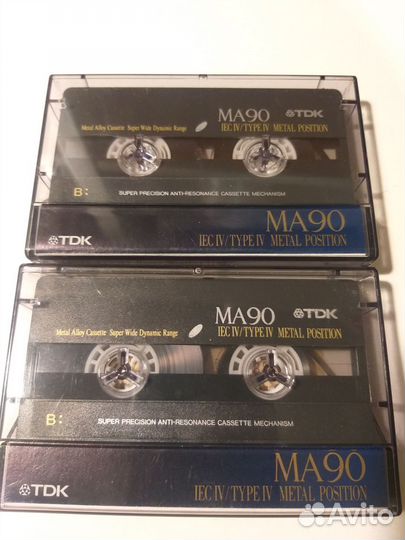 MA90 TDK
Metal Alloy Cassette Super Wide Dynamic Range IEC IV/TYPE IV METAL POSITION
B:
SUPER PRECISION ANTI-RESONANCE CASSETTE MECHANISM
MA90
TDK IEC IV/TYPE IV METAL POSITION
MA90 TDK
Metal Alloy Cassette Super Wide Dynamic Range IEC IV/TYPE IV METAL POSITION
B:
SUPER PRECISION ANTI-RESONANCE CASSETTE MECHANISM
MA90
TDK IEC IV/TYPE IV METAL POSITION
Avito